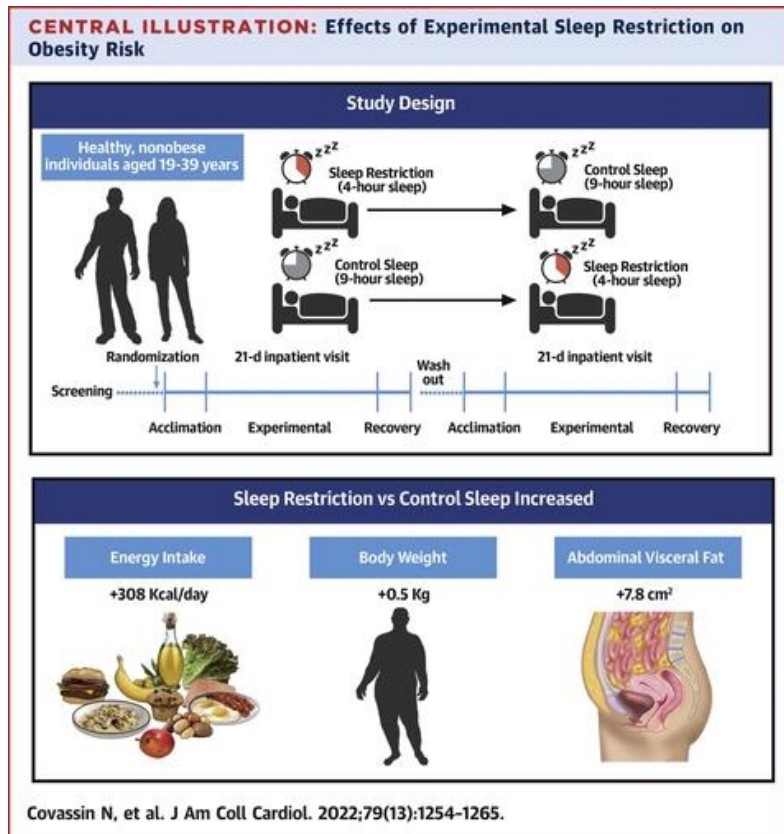 CENTRAL ILLUSTRATION: Effects of Experimental Sleep Restriction on
Obesity Risk
Study Design
Healthy, nonobese
individuals aged 19-39 years
zzz
Sleep Restriction
(4-hour sleep)
zzz
Control Sleep
(9-hour sleep)
zzz
Control Sleep
(9-hour sleep)
zzz
Sleep Restriction
(4-hour sleep)
Randomization
21-d inpatient visit
Wash
out
21-d inpatient visit
Screening
Acclimation
Experimental
Recovery
Acclimation
Experimental
Recovery
Sleep Restriction vs Control Sleep Increased
Energy Intake
Body Weight
Abdominal Visceral Fat
+308 Kcal/day
+0.5 Kg
+7.8 cm²
Covassin N, et al. J Am Coll Cardiol. 2022;79(13):1254-1265.